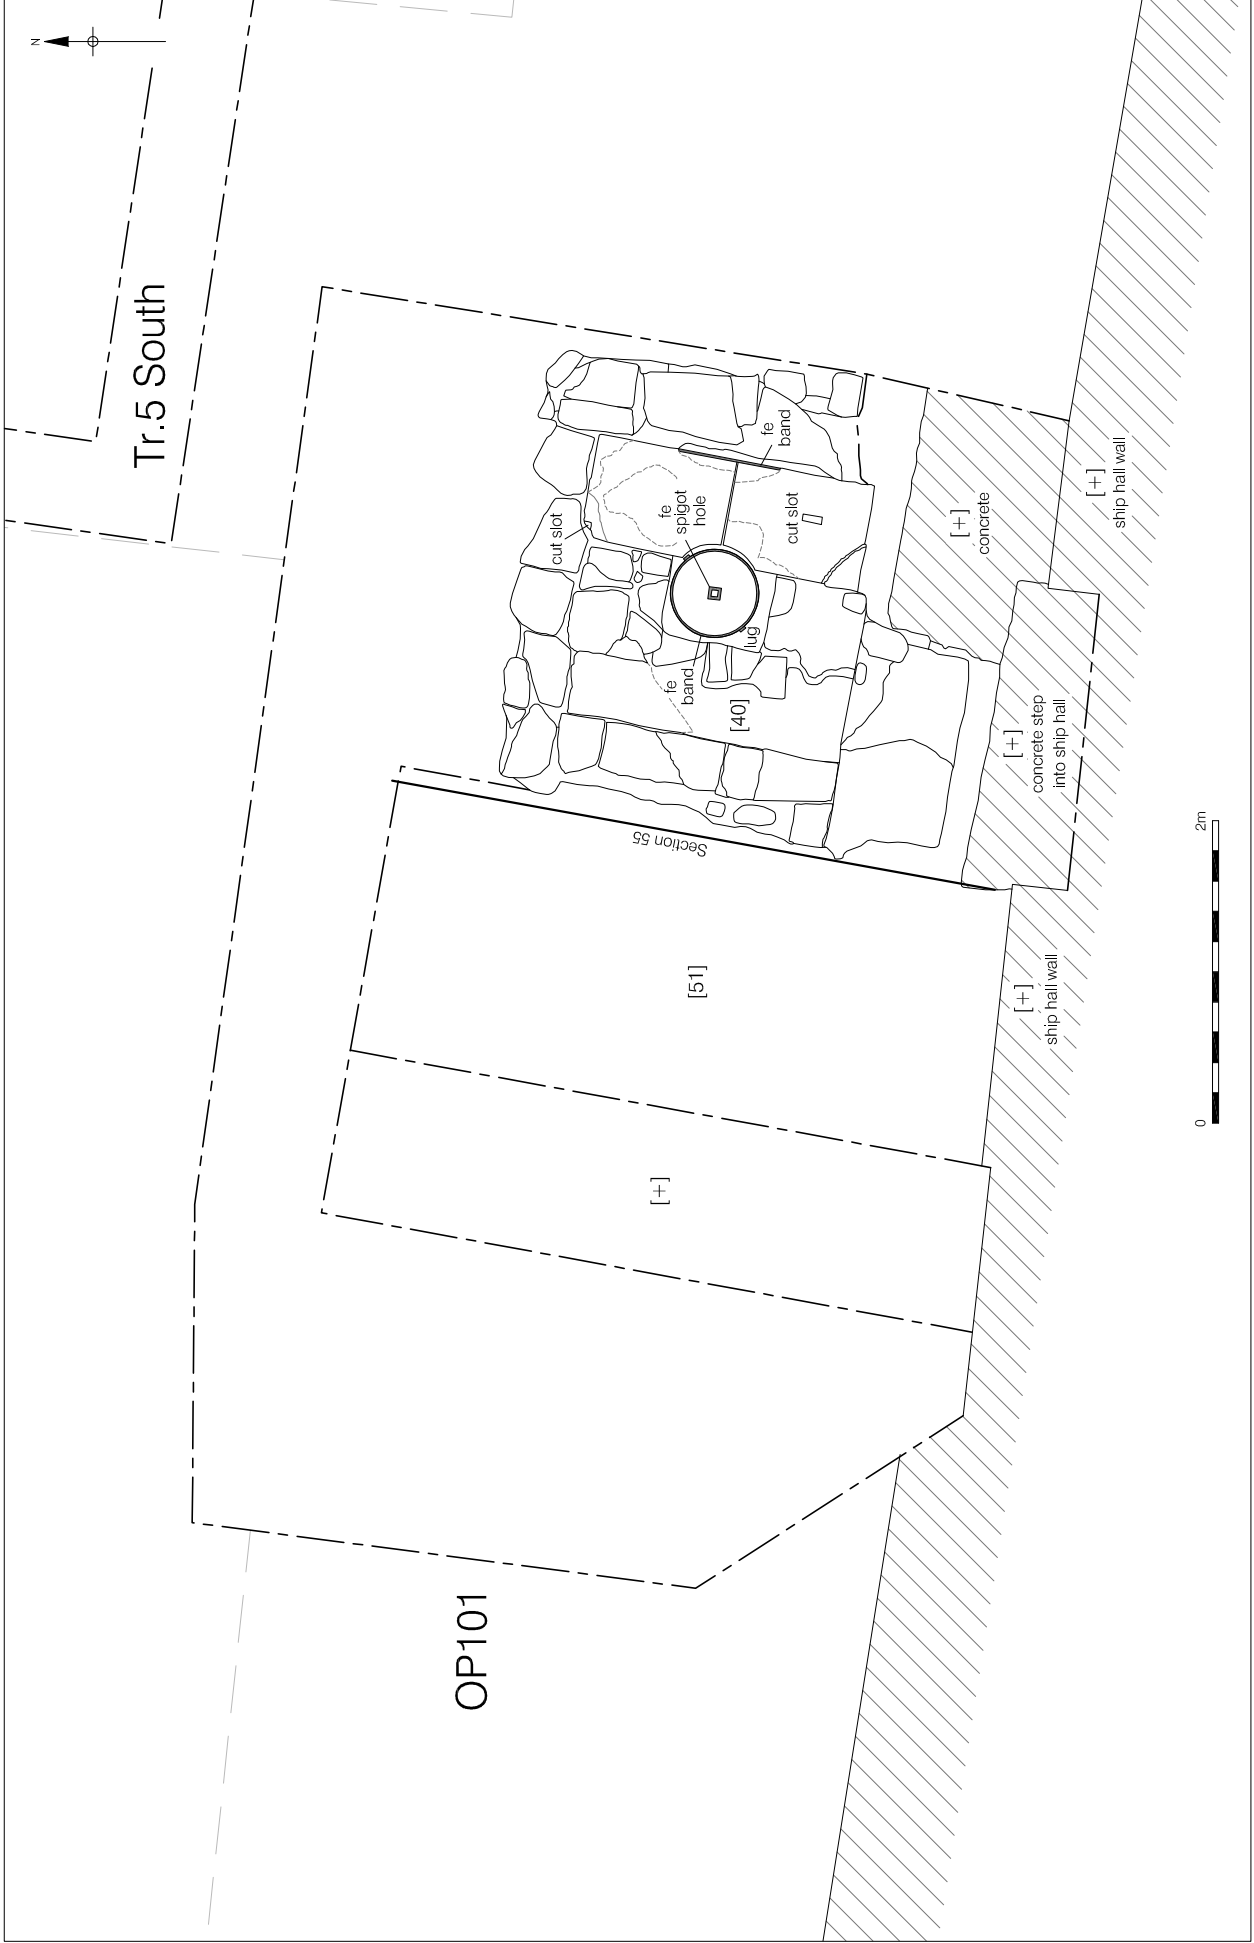 N
Tr.5 South
OP101
cut slot
fe
spigot
hole
fe
band
cut slot
fe
band
lug
[40]
Section 55
[51]
[+]
[+]
concrete
[+]
ship hall wall
[+]
concrete step
into ship hall
[+]
ship hall wall
0
2m